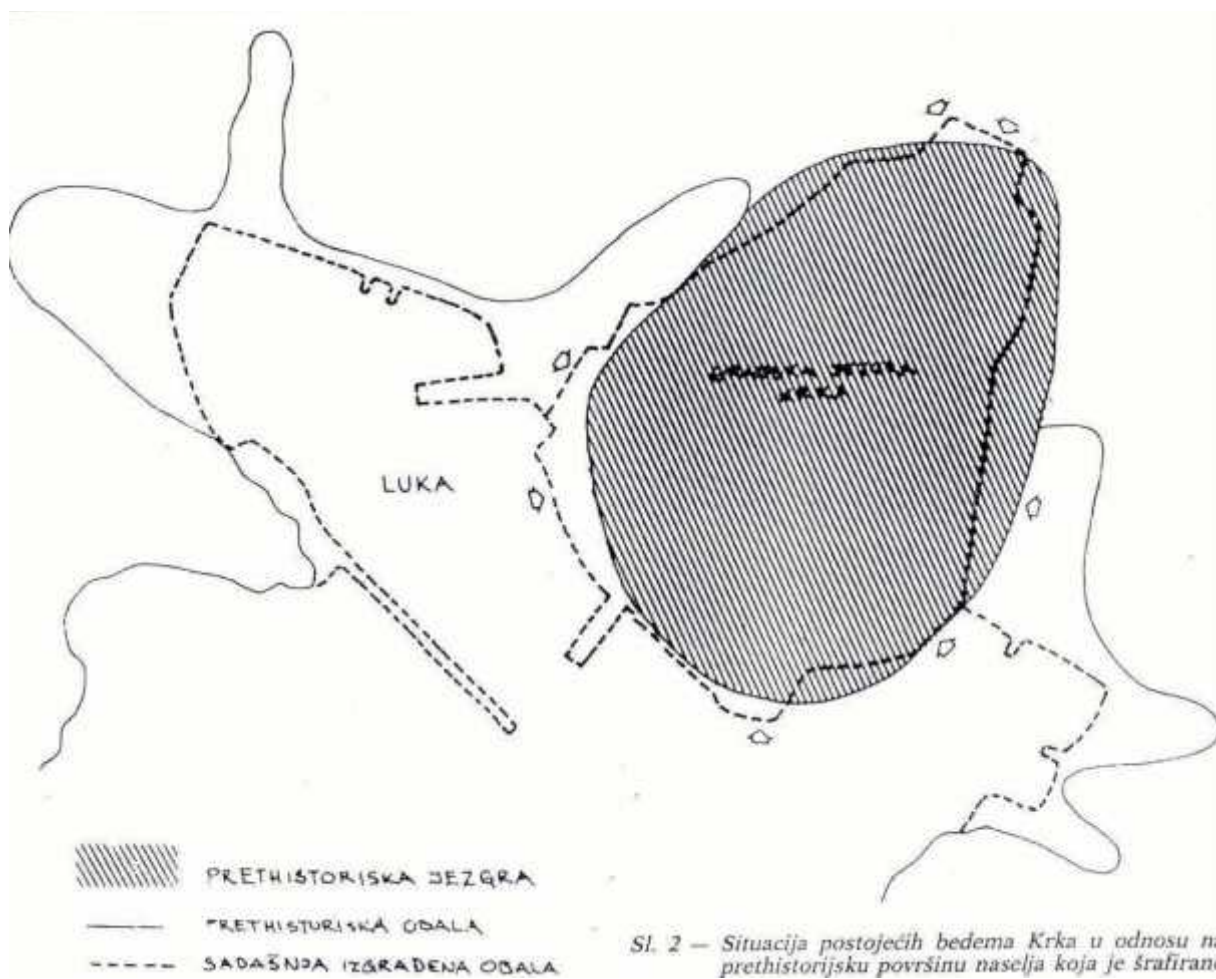 GRADSKA JEZGRA
KRKA
LUKA
PRETHISTORISKA JEZGRA
PRETHISTURISKA OBALA
SADAŠNJA IZGRAĐENA OBALA
Sl. 2 — Situacija postojećih bedema Krka u odnosu na
prethistorijsku površinu naselja koja je šrafirana